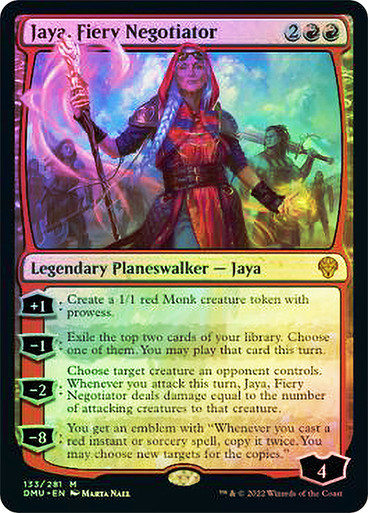 Jaya, Fiery Negotiator 2
Legendary Planeswalker — Jaya
+1 : Create a 1/1 red Monk creature token with
prowess.
-1 : Exile the top two cards of your library. Choose
one of them. You may play that card this turn.
Choose target creature an opponent controls.
-2 : Whenever you attack this turn, Jaya, Fiery
Negotiator deals damage equal to the number
of attacking creatures to that creature.
You get an emblem with “Whenever you cast a
-8 : red instant or sorcery spell, copy it twice. You
may choose new targets for the copies.”
4
133/281 M
DMU • EN Marta Nael ™ & © 2022 Wizards of the Coast